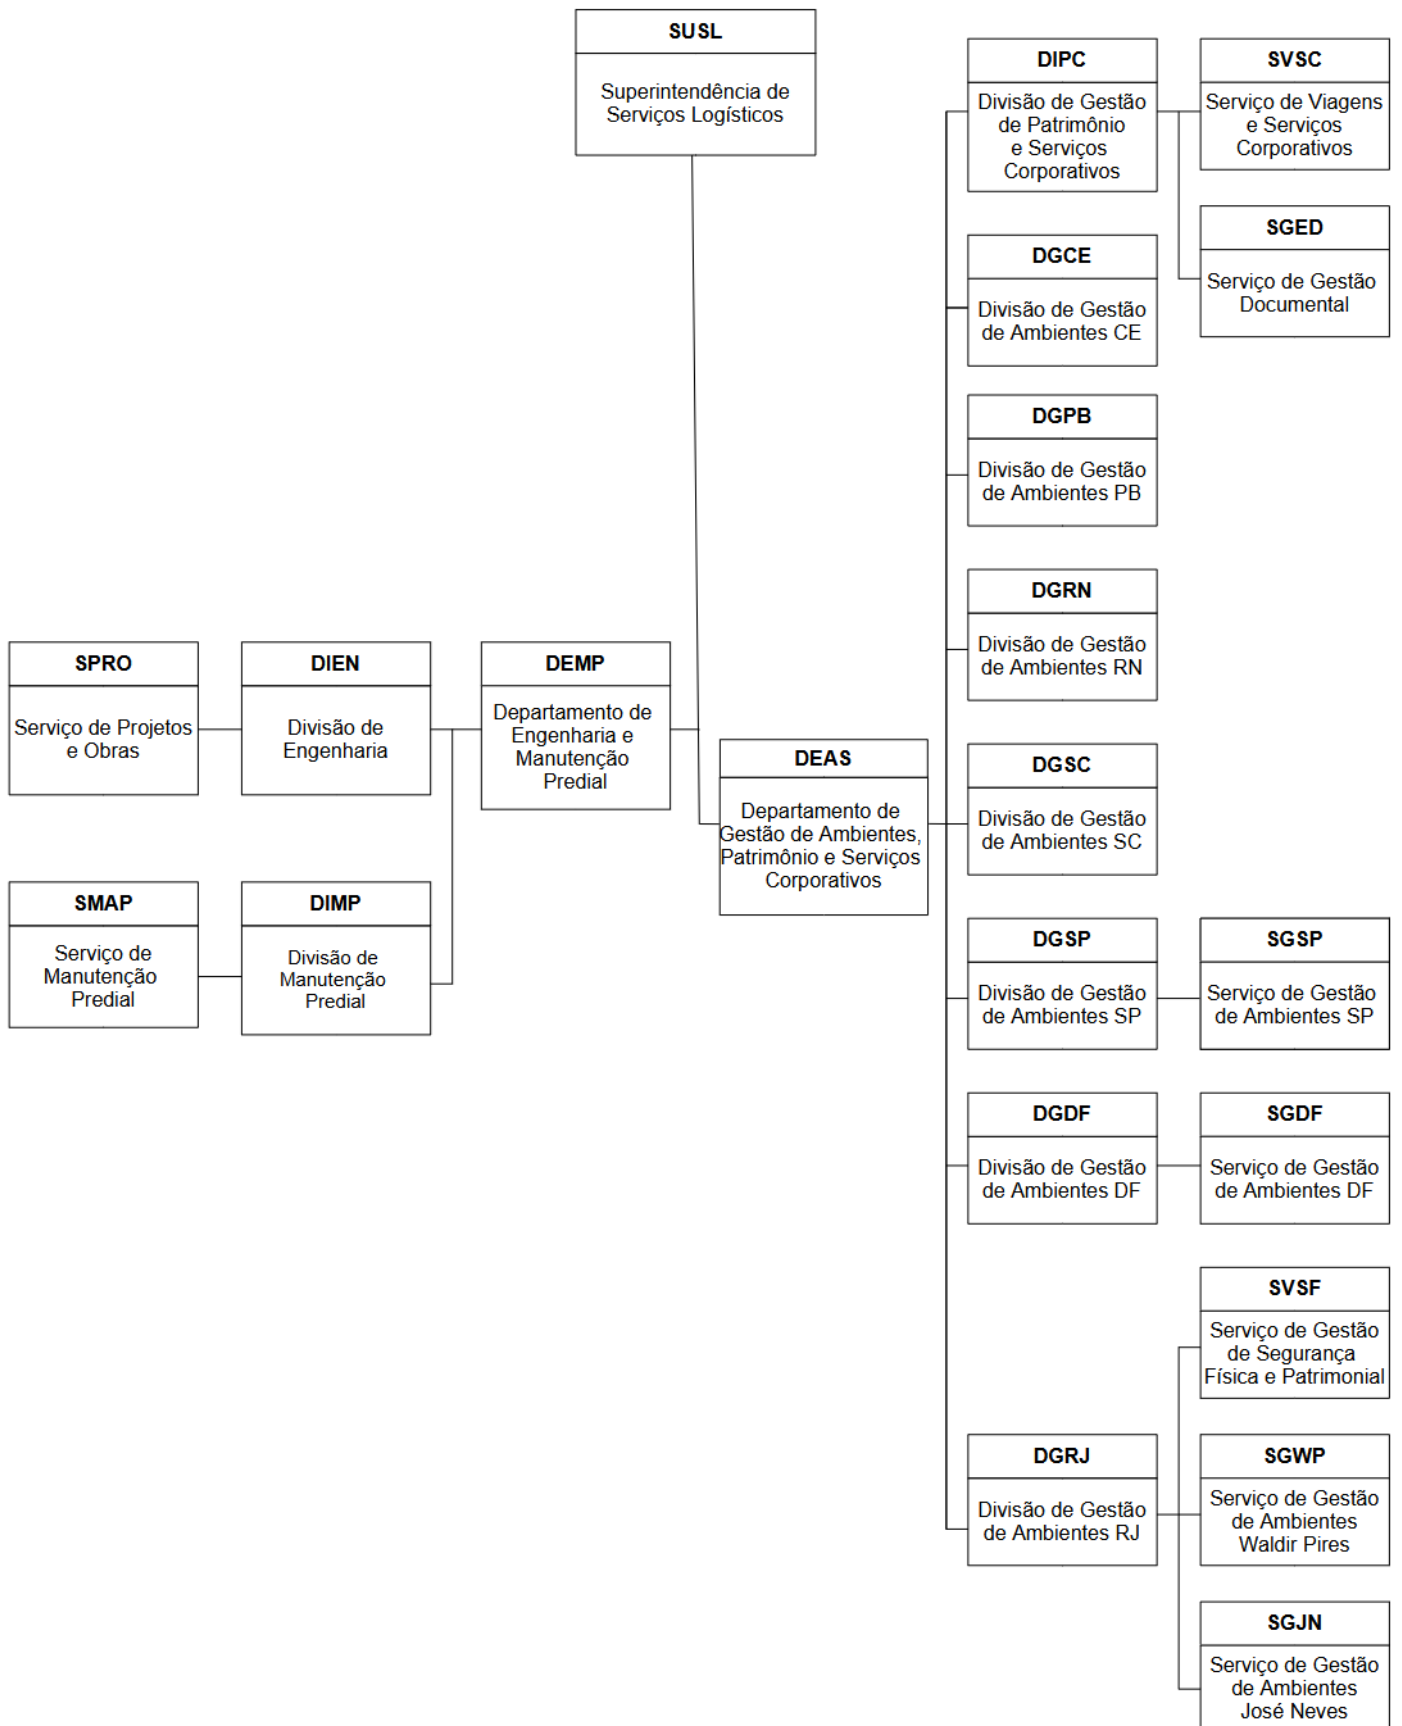 SUSL
Superintendência de
Serviços Logísticos
DIPC
Divisão de Gestão
de Patrimônio
e Serviços
Corporativos
SVSC
Serviço de Viagens
e Serviços
Corporativos
SGED
Serviço de Gestão
Documental
DGCE
Divisão de Gestão
de Ambientes CE
DGPB
Divisão de Gestão
de Ambientes PB
DGRN
Divisão de Gestão
de Ambientes RN
SPRO
Serviço de Projetos
e Obras
DIEN
Divisão de
Engenharia
DEMP
Departamento de
Engenharia e
Manutenção
Predial
DEAS
Departamento de
Gestão de Ambientes,
Patrimônio e Serviços
Corporativos
DGSC
Divisão de Gestão
de Ambientes SC
SMAP
Serviço de
Manutenção
Predial
DIMP
Divisão de
Manutenção
Predial
DGSP
Divisão de Gestão
de Ambientes SP
SGSP
Serviço de Gestão
de Ambientes SP
DGDF
Divisão de Gestão
de Ambientes DF
SGDF
Serviço de Gestão
de Ambientes DF
SVSF
Serviço de Gestão
de Segurança
Física e Patrimonial
DGRJ
Divisão de Gestão
de Ambientes RJ
SGWP
Serviço de Gestão
de Ambientes
Waldir Pires
SGJN
Serviço de Gestão
de Ambientes
José Neves